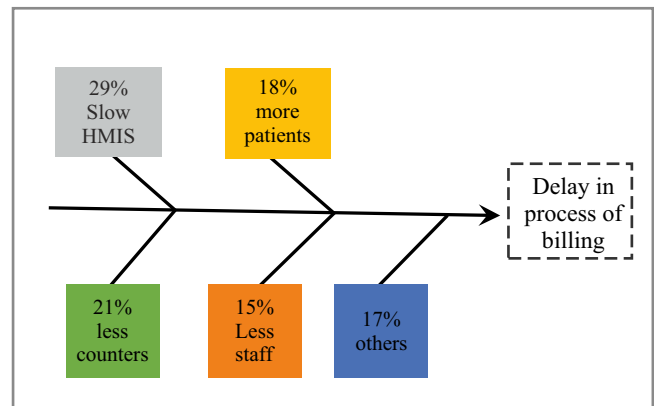 29%
Slow
HMIS
18%
more
patients
Delay in
process of
billing
21%
less
counters
15%
Less
staff
17%
others